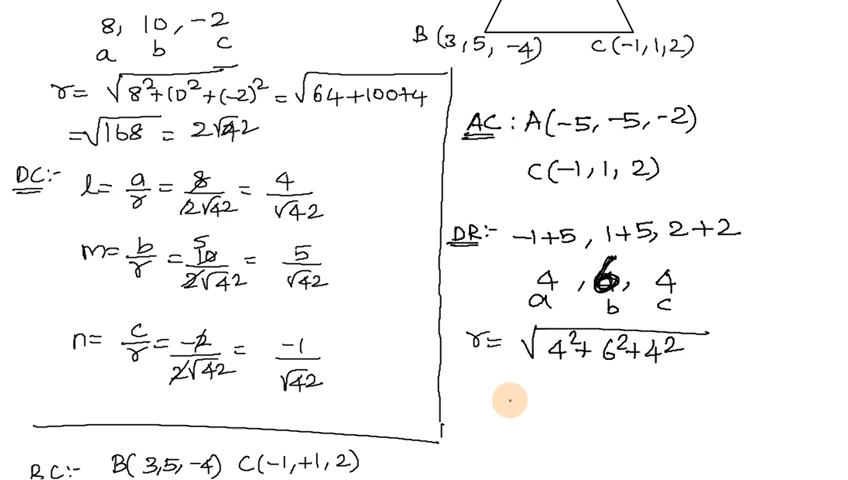 8, 10, -2
a b c
r = √8²+10²+(-2)² = √64+100+4
= √168 = 2√42
DC:- l = a/r = 8/2√42 = 4/√42
m = b/r = 5 10/2√42 = 5/√42
n = c/r = -2/2√42 = -1/√42
BC:- B(3,5,-4) C(-1,+1,2)
B(3,5,-4) C(-1,1,2)
AC: A(-5,-5,-2)
C(-1,1,2)
DR:- -1+5, 1+5, 2+2
4, 6, 4
a b c
r = √4²+6²+4²